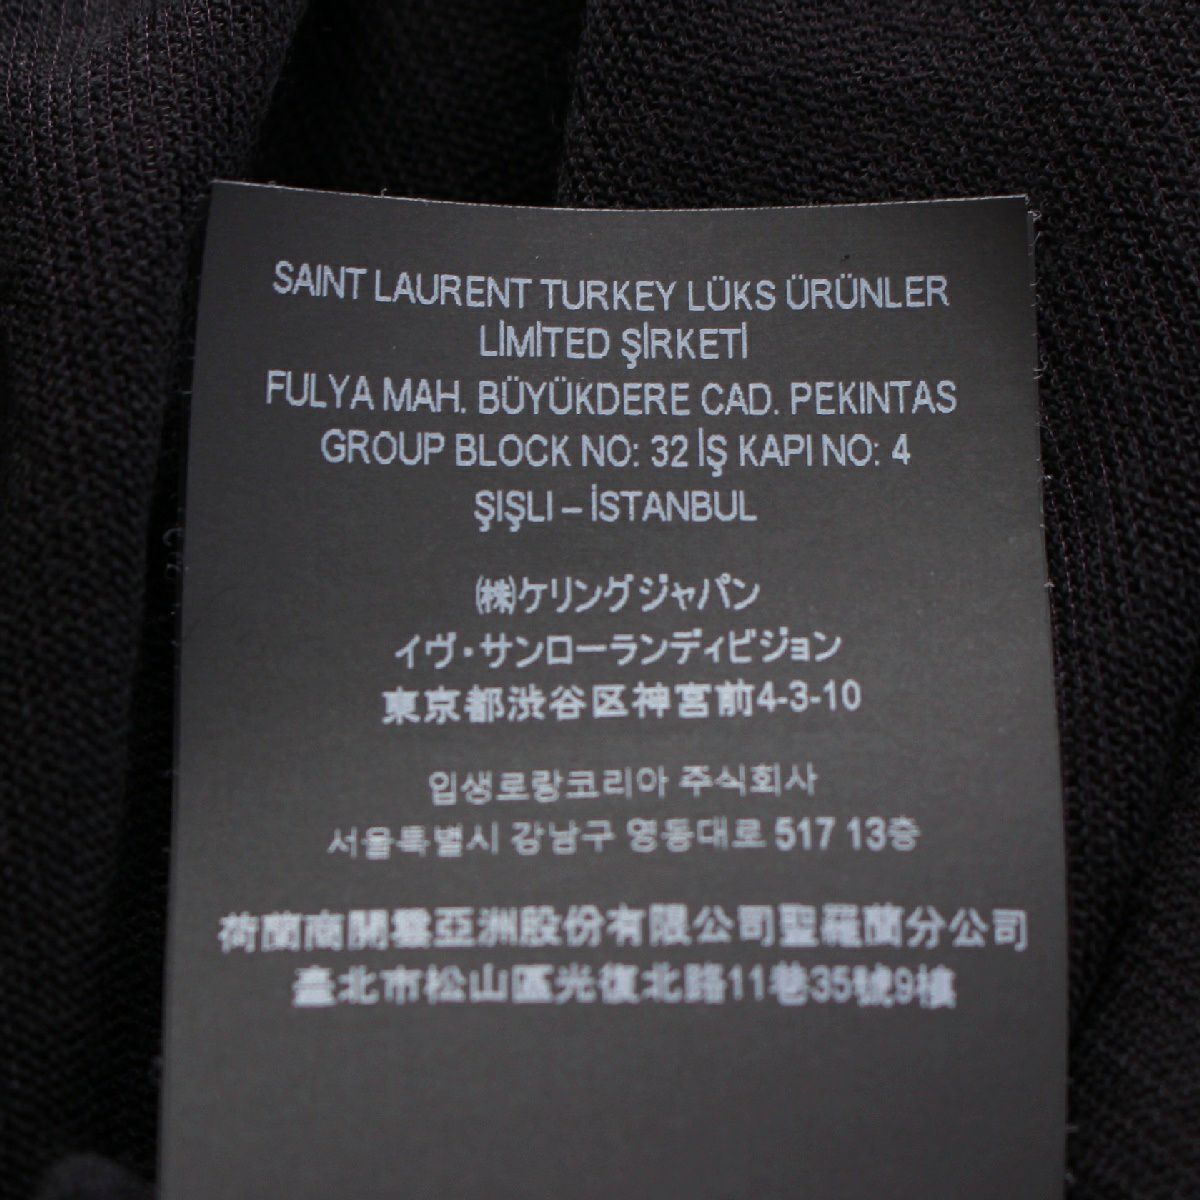 SAINT LAURENT TURKEY LÜKS ÜRÜNLER
LİMİTED ŞİRKETİ
FULYA MAH. BÜYÜKDERE CAD. PEKINTAS
GROUP BLOCK NO: 32 İŞ KAPI NO: 4
ŞIŞLI – İSTANBUL
㈱ケリングジャパン
イヴ・サンローランディビジョン
東京都渋谷区神宮前4-3-10
입생로랑코리아 주식회사
서울특별시 강남구 영동대로 517 13층
荷蘭商開雲亞洲股份有限公司聖羅蘭分公司
臺北市松山區光復北路11巷35號9樓